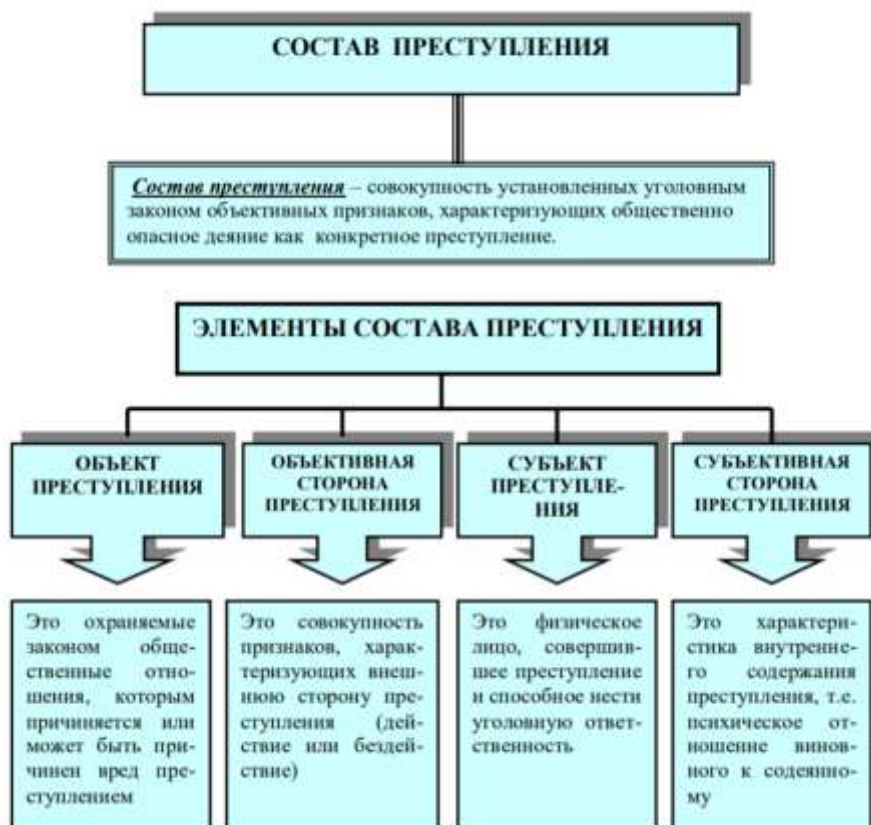 СОСТАВ ПРЕСТУПЛЕНИЯ
Состав преступления – совокупность установленных уголовным
законом объективных признаков, характеризующих общественно
опасное деяние как конкретное преступление.
ЭЛЕМЕНТЫ СОСТАВА ПРЕСТУПЛЕНИЯ
ОБЪЕКТ
ПРЕСТУПЛЕНИЯ
ОБЪЕКТИВНАЯ
СТОРОНА
ПРЕСТУПЛЕНИЯ
СУБЪЕКТ
ПРЕСТУПЛЕ-
НИЯ
СУБЪЕКТИВНАЯ
СТОРОНА
ПРЕСТУПЛЕНИЯ
Это охраняемые
законом обще-
ственные отно-
шения, которым
причиняется или
может быть при-
чинен вред пре-
ступлением
Это совокупность
признаков, харак-
теризующих внеш-
нюю сторону пре-
ступления (дей-
ствие или бездей-
ствие)
Это физическое
лицо, совершив-
шее преступление
и способное нести
уголовную ответ-
ственность
Это характери-
стика внутренне-
го содержания
преступления, т.е.
психическое от-
ношение винов-
ного к содеянно-
му